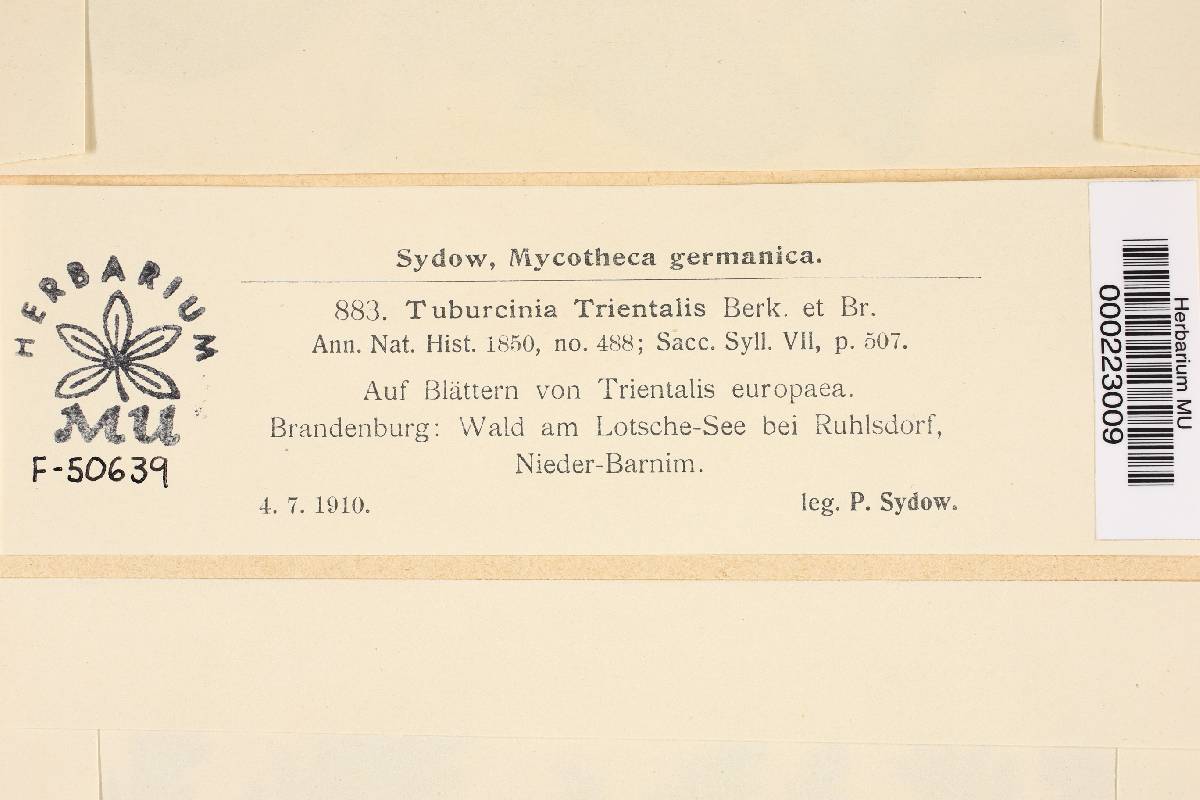 Sydow, Mycotheca germanica.
883. Tuburcinia Trientalis Berk. et Br.
Ann. Nat. Hist. 1850, no. 488; Sacc. Syll. VII, p. 507.
Auf Blättern von Trientalis europaea.
Brandenburg: Wald am Lotsche-See bei Ruhlsdorf,
Nieder-Barnim.
4. 7. 1910. leg. P. Sydow.
HERBARIUM
MU
F-50639
Herbarium MU
000223009